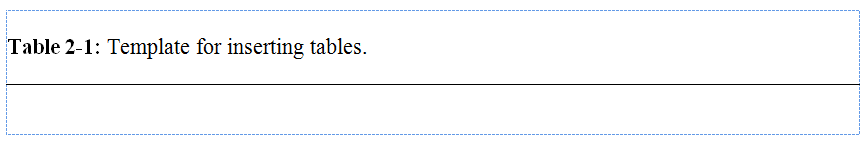 Table 2-1: Template for inserting tables.